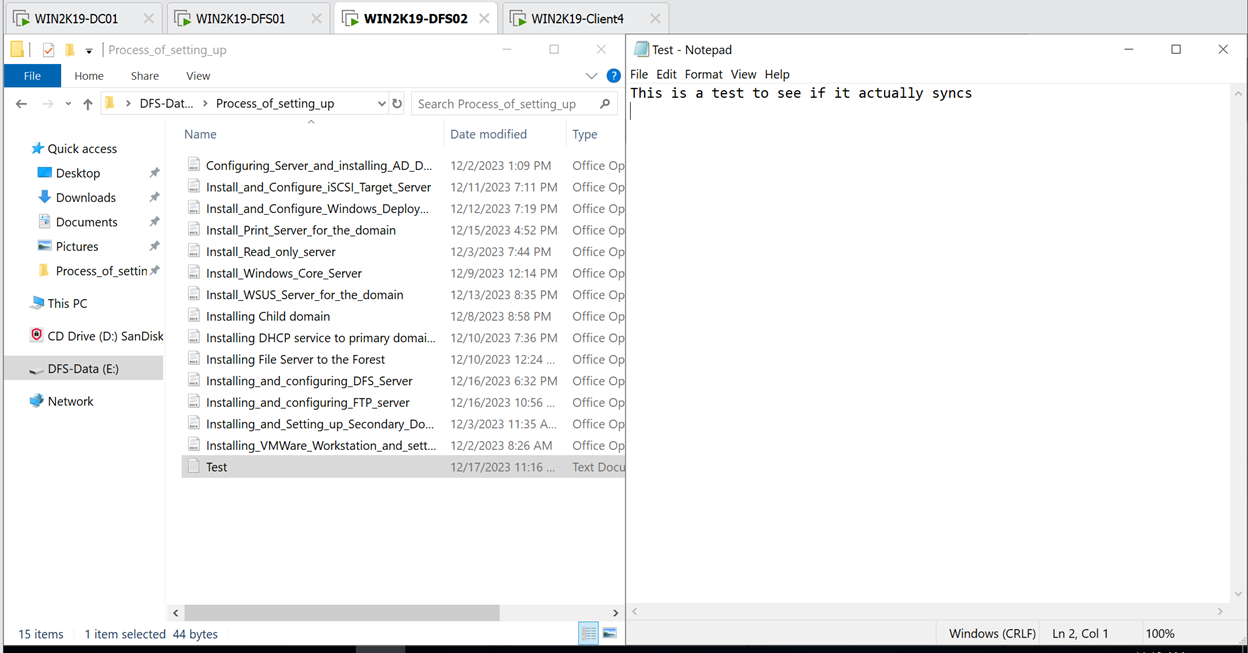 WIN2K19-DC01 WIN2K19-DFS01 WIN2K19-DFS02 WIN2K19-Client4
Process_of_setting_up
File Home Share View
DFS-Dat... Process_of_setting_up Search Process_of_setting_up
Quick access
Desktop
Downloads
Documents
Pictures
Process_of_settin
This PC
CD Drive (D:) SanDisk
DFS-Data (E:)
Network
Name Date modified Type
Configuring_Server_and_installing_AD_D... 12/2/2023 1:09 PM Office Op
Install_and_Configure_iSCSI_Target_Server 12/11/2023 7:11 PM Office Op
Install_and_Configure_Windows_Deploy... 12/12/2023 7:19 PM Office Op
Install_Print_Server_for_the_domain 12/15/2023 4:52 PM Office Op
Install_Read_only_server 12/3/2023 7:44 PM Office Op
Install_Windows_Core_Server 12/9/2023 12:14 PM Office Op
Install_WSUS_Server_for_the_domain 12/13/2023 8:35 PM Office Op
Installing Child domain 12/8/2023 8:58 PM Office Op
Installing DHCP service to primary domai... 12/10/2023 7:36 PM Office Op
Installing File Server to the Forest 12/10/2023 12:24 ... Office Op
Installing_and_configuring_DFS_Server 12/16/2023 6:32 PM Office Op
Installing_and_configuring_FTP_server 12/16/2023 10:56 ... Office Op
Installing_and_Setting_up_Secondary_Do... 12/3/2023 11:35 A... Office Op
Installing_VMWare_Workstation_and_sett... 12/2/2023 8:26 AM Office Op
Test 12/17/2023 11:16 ... Text Docu
15 items 1 item selected 44 bytes
Test - Notepad
File Edit Format View Help
This is a test to see if it actually syncs
Windows (CRLF) Ln 2, Col 1 100%